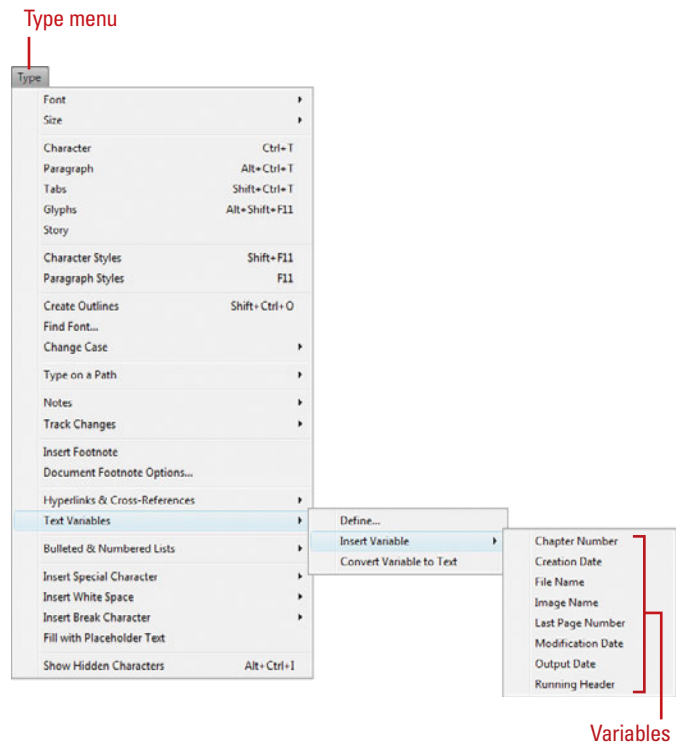 Type menu
Type
Font
Size
Character Ctrl+T
Paragraph Alt+Ctrl+T
Tabs Shift+Ctrl+T
Glyphs Alt+Shift+F11
Story
Character Styles Shift+F11
Paragraph Styles F11
Create Outlines Shift+Ctrl+O
Find Font...
Change Case
Type on a Path
Notes
Track Changes
Insert Footnote
Document Footnote Options...
Hyperlinks & Cross-References
Text Variables
Bulleted & Numbered Lists
Insert Special Character
Insert White Space
Insert Break Character
Fill with Placeholder Text
Show Hidden Characters Alt+Ctrl+I
Define...
Insert Variable
Convert Variable to Text
Chapter Number
Creation Date
File Name
Image Name
Last Page Number
Modification Date
Output Date
Running Header
Variables